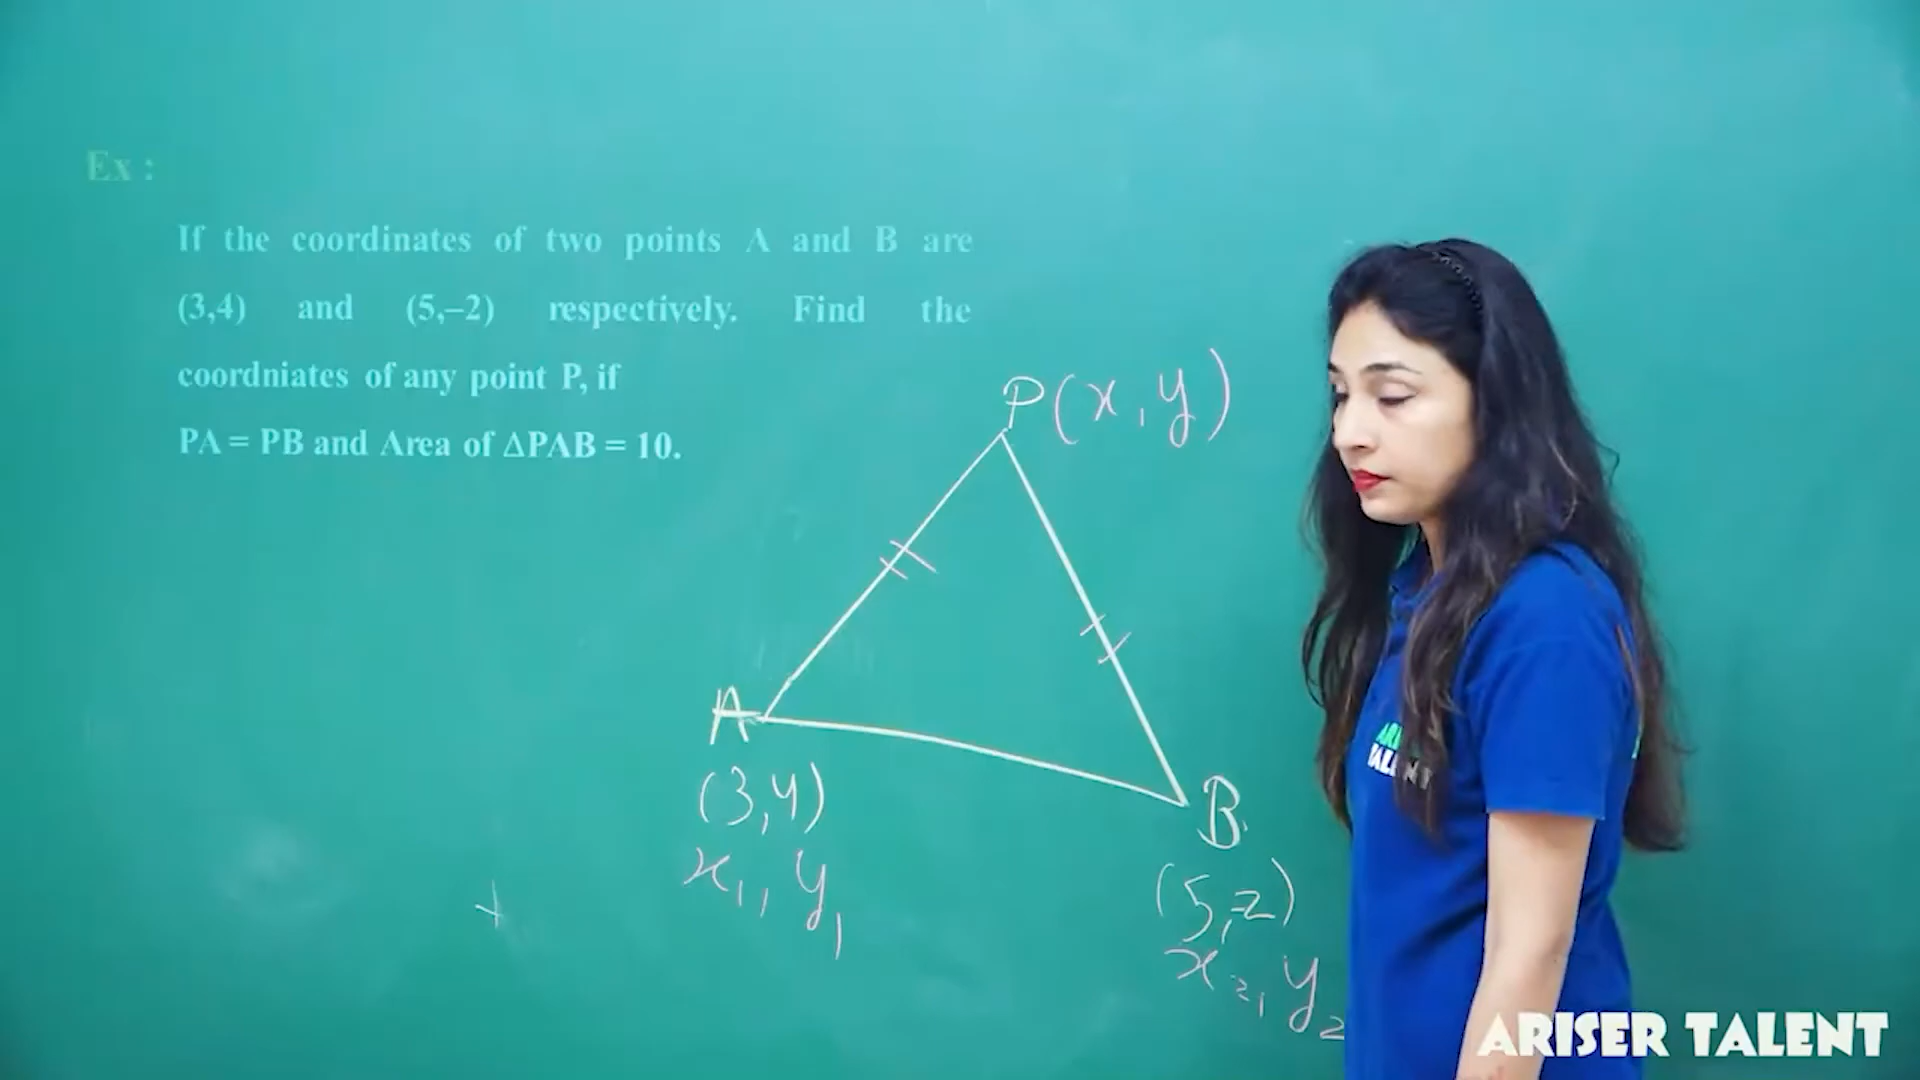 Ex :
If the coordinates of two points A and B are
(3,4) and (5,–2) respectively. Find the
coordniates of any point P, if
PA = PB and Area of ΔPAB = 10.
P(x,y)
A
(3,4)
x₁, y₁
B
(5,-2)
x₂, y₂
ARISER TALENT